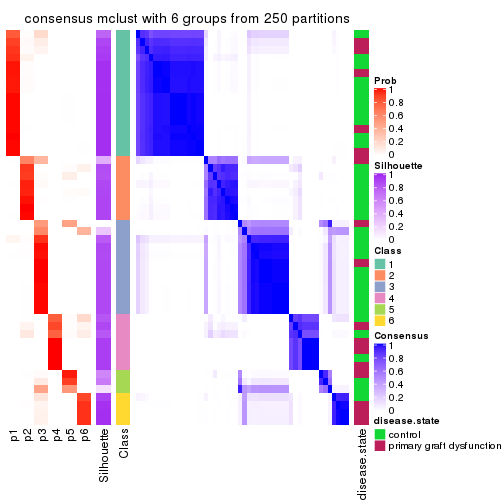 consensus mclust with 6 groups from 250 partitions
Prob
1
0.8
0.6
0.4
0.2
0
Silhouette
1
0.8
0.6
0.4
0.2
0
Class
1
2
3
4
5
6
Consensus
1
0.8
0.6
0.4
0.2
0
disease.state
control
primary graft dysfunction
p1
p2
p3
p4
p5
p6
Silhouette
Class
disease.state